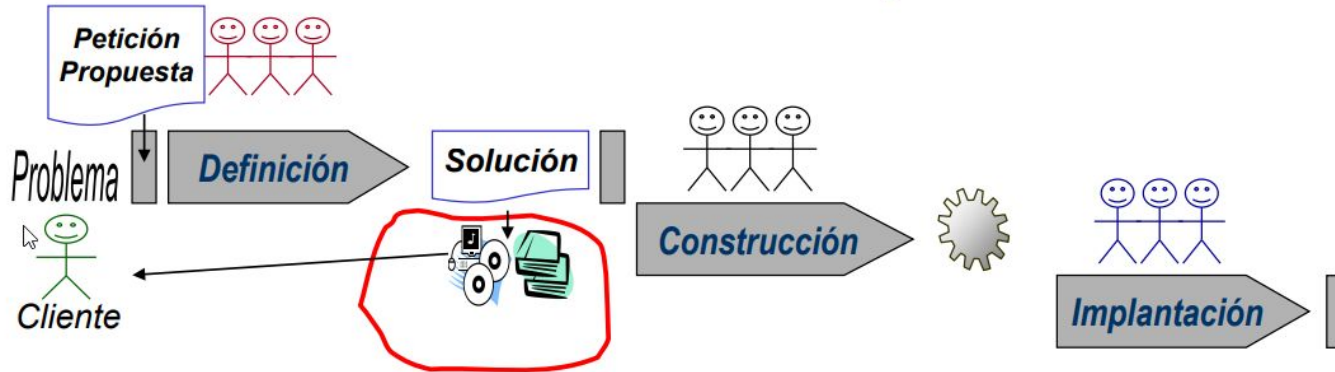 Petición
Propuesta
Problema
Definición
Solución
Construcción
Implantación
Cliente